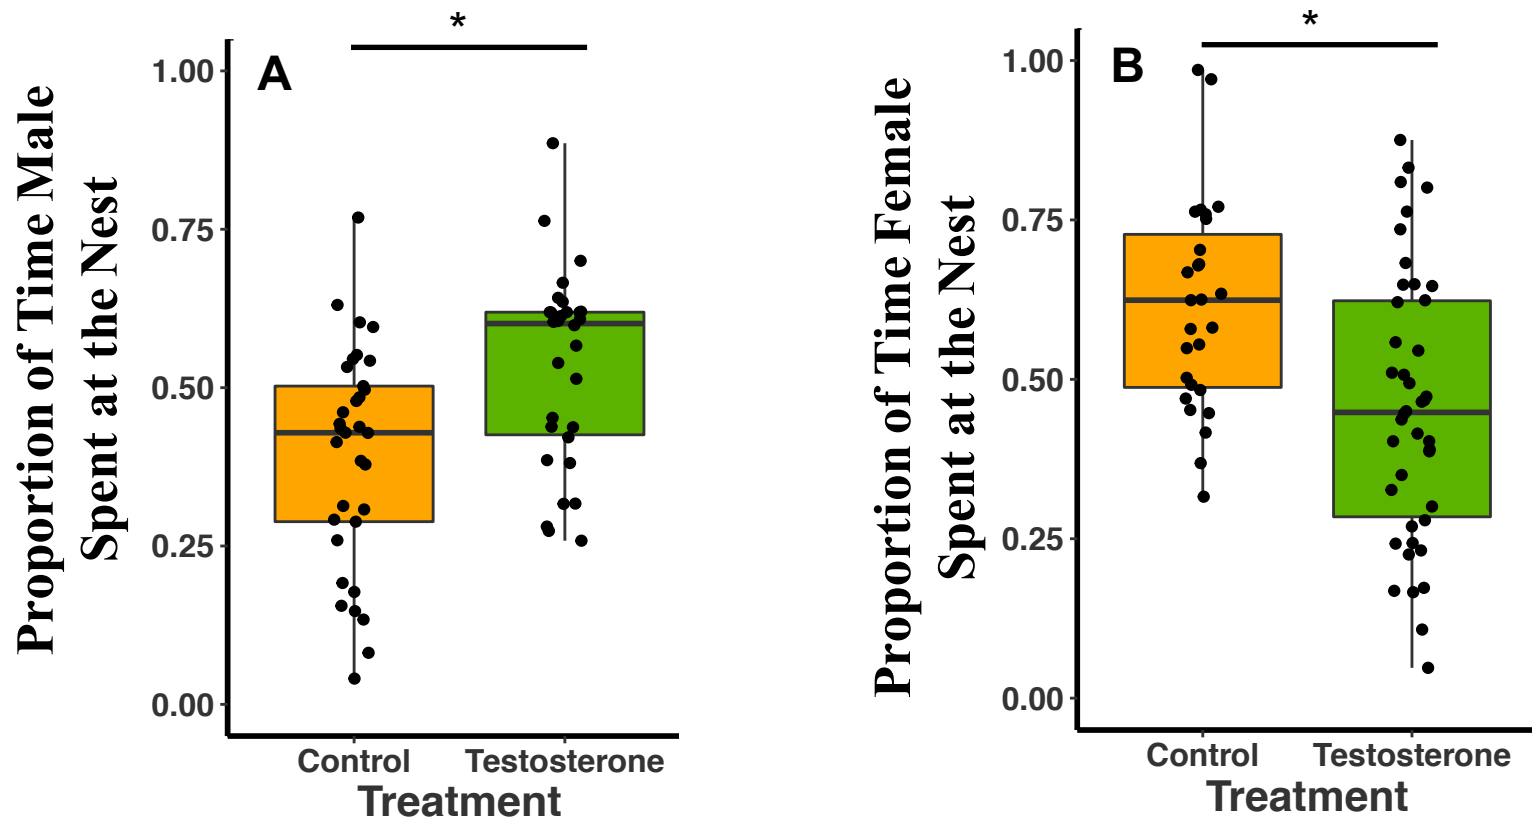 *
A
Proportion of Time Male
Spent at the Nest
1.00
0.75
0.50
0.25
0.00
Control Testosterone
Treatment
*
B
Proportion of Time Female
Spent at the Nest
1.00
0.75
0.50
0.25
0.00
Control Testosterone
Treatment